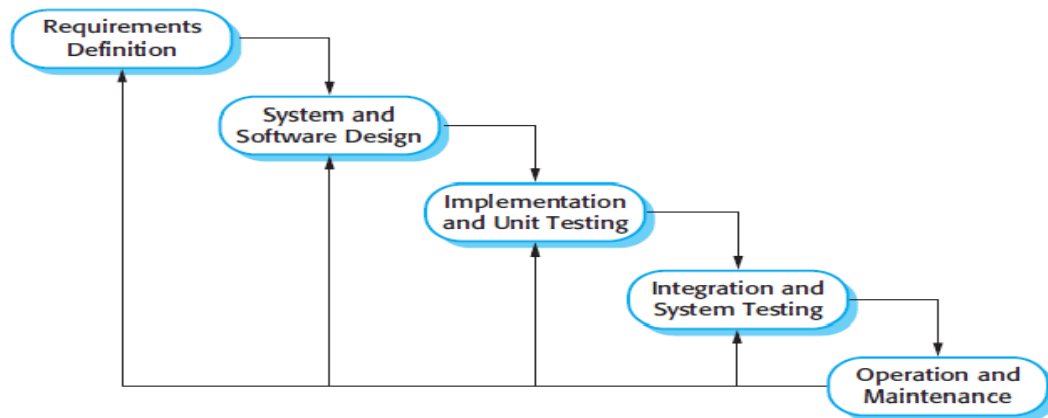 Requirements
Definition
System and
Software Design
Implementation
and Unit Testing
Integration and
System Testing
Operation and
Maintenance